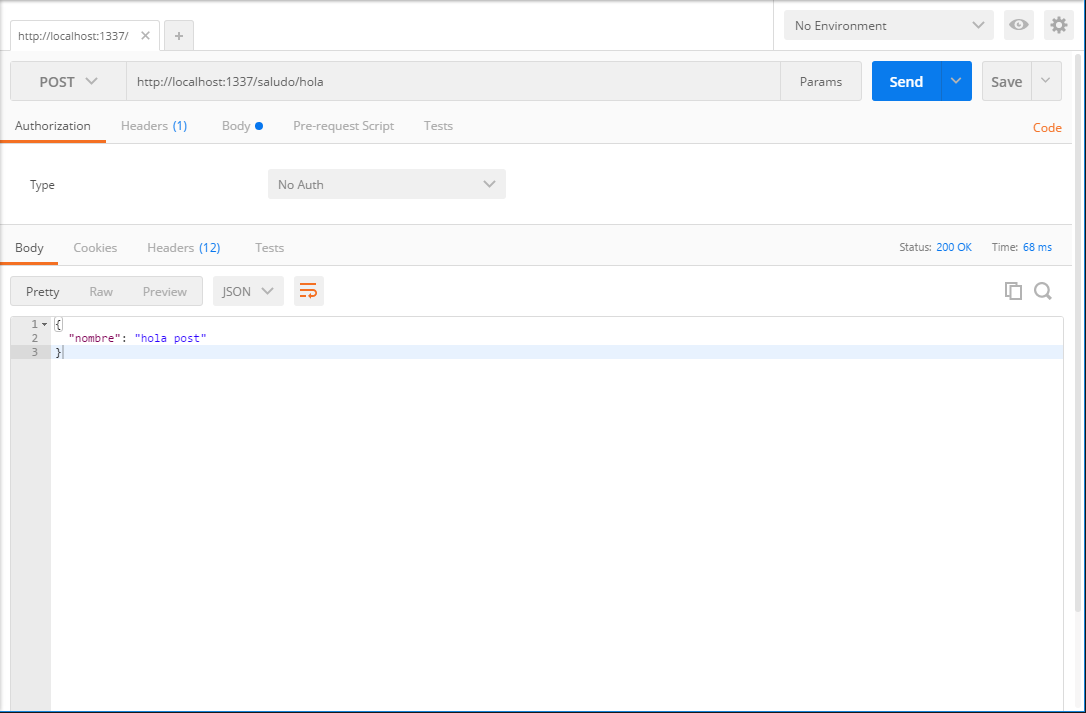 http://localhost:1337/ × +
No Environment
POST http://localhost:1337/saludo/hola Params Send Save
Authorization Headers (1) Body Pre-request Script Tests Code
Type No Auth
Body Cookies Headers (12) Tests Status: 200 OK Time: 68 ms
Pretty Raw Preview JSON
1 {
2 "nombre": "hola post"
3 }